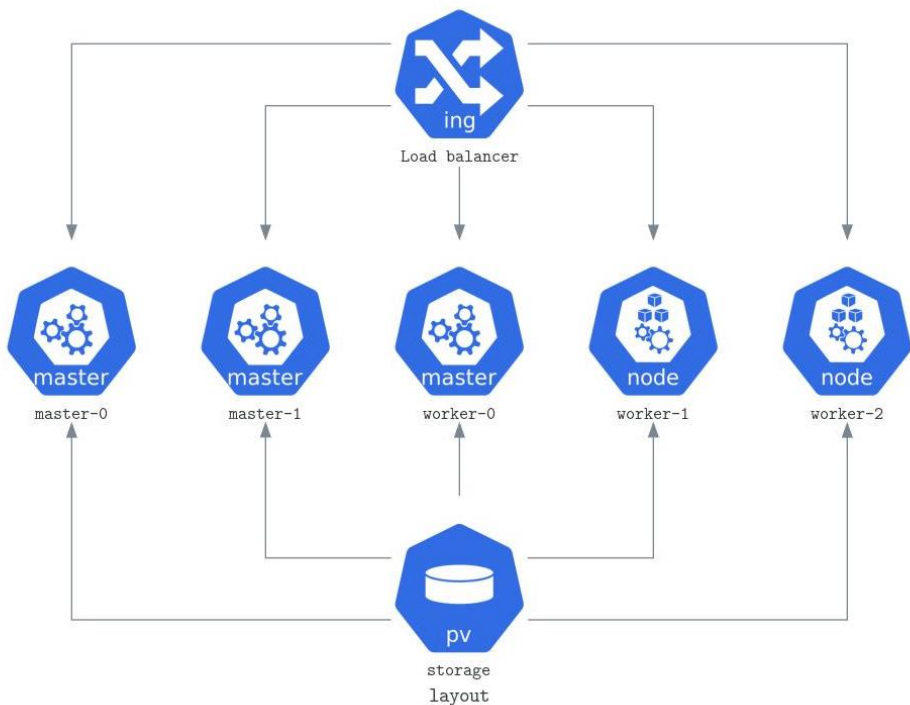 ing
Load balancer
master master master node node
master-0 master-1 worker-0 worker-1 worker-2
pv
storage
layout